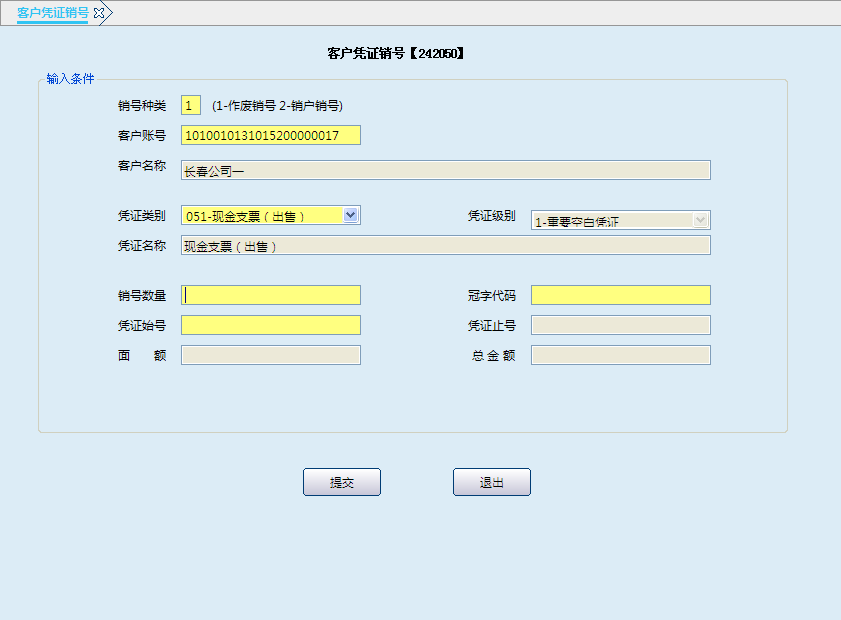 客户凭证销号
客户凭证销号【242050】
输入条件
销号种类 1 (1-作废销号 2-销户销号)
客户账号 1010010131015200000017
客户名称 长春公司一
凭证类别 051-现金支票（出售） 凭证级别 1-重要空白凭证
凭证名称 现金支票（出售）
销号数量 冠字代码
凭证始号 凭证止号
面 额 总 金 额
提交 退出